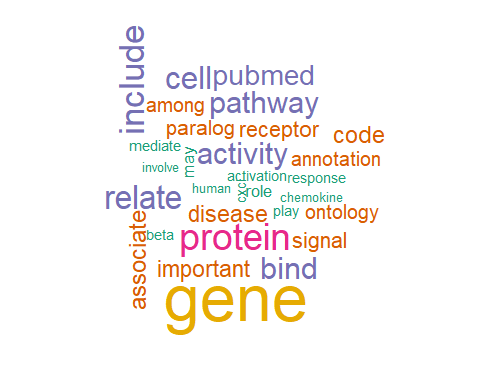 include
cell pubmed
among pathway
paralog receptor code
mediate may activity annotation
involve activation response
relate human cxcl role chemokine
associate disease play ontology
beta protein signal
important bind
gene